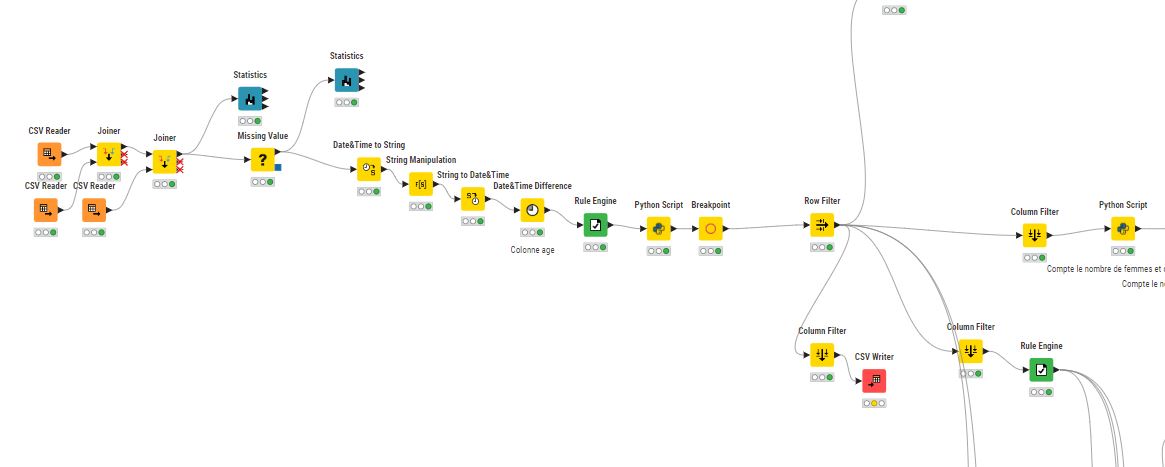 Statistics
Statistics
CSV Reader
Joiner
Joiner
Missing Value
Date&Time to String
String Manipulation
String to Date&Time
CSV Reader
CSV Reader
Date&Time Difference
Rule Engine
Python Script
Breakpoint
Row Filter
Column Filter
Python Script
S
r[s]
S
?
Colonne age
Compte le nombre de femmes et
Compte le
Column Filter
CSV Writer
Column Filter
Rule Engine